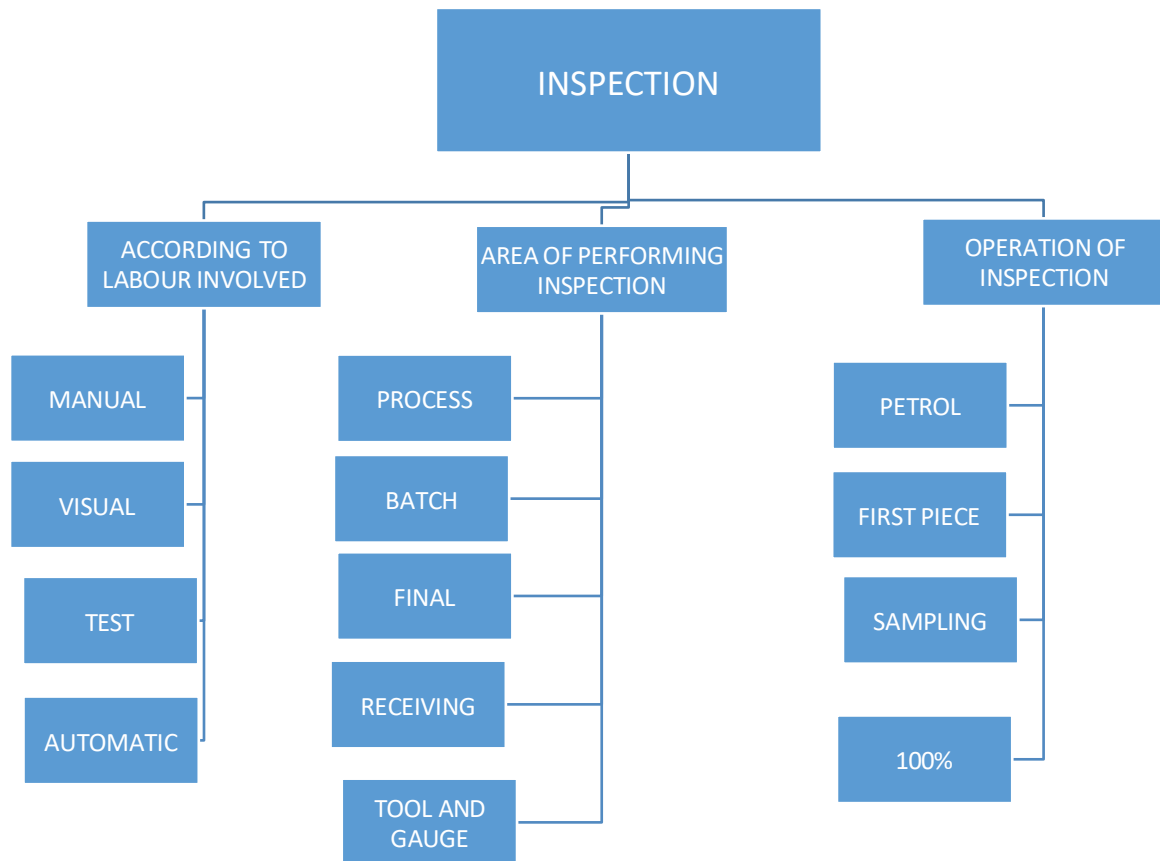 INSPECTION
ACCORDING TO
LABOUR INVOLVED
AREA OF PERFORMING
INSPECTION
OPERATION OF
INSPECTION
MANUAL
VISUAL
TEST
AUTOMATIC
PROCESS
BATCH
FINAL
RECEIVING
TOOL AND
GAUGE
PETROL
FIRST PIECE
SAMPLING
100%